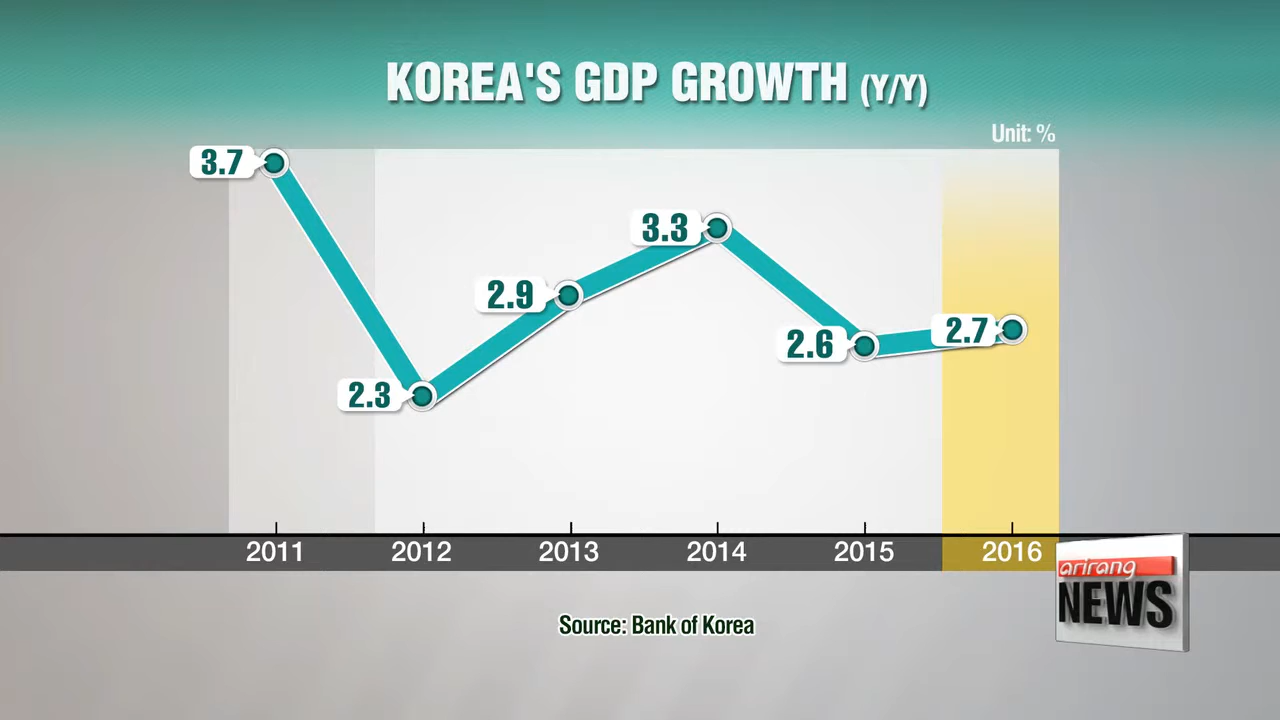 KOREA'S GDP GROWTH (Y/Y)
Unit: %
3.7
3.3
2.9
2.7
2.6
2.3
2011 2012 2013 2014 2015 2016
arirang
NEWS
Source: Bank of Korea